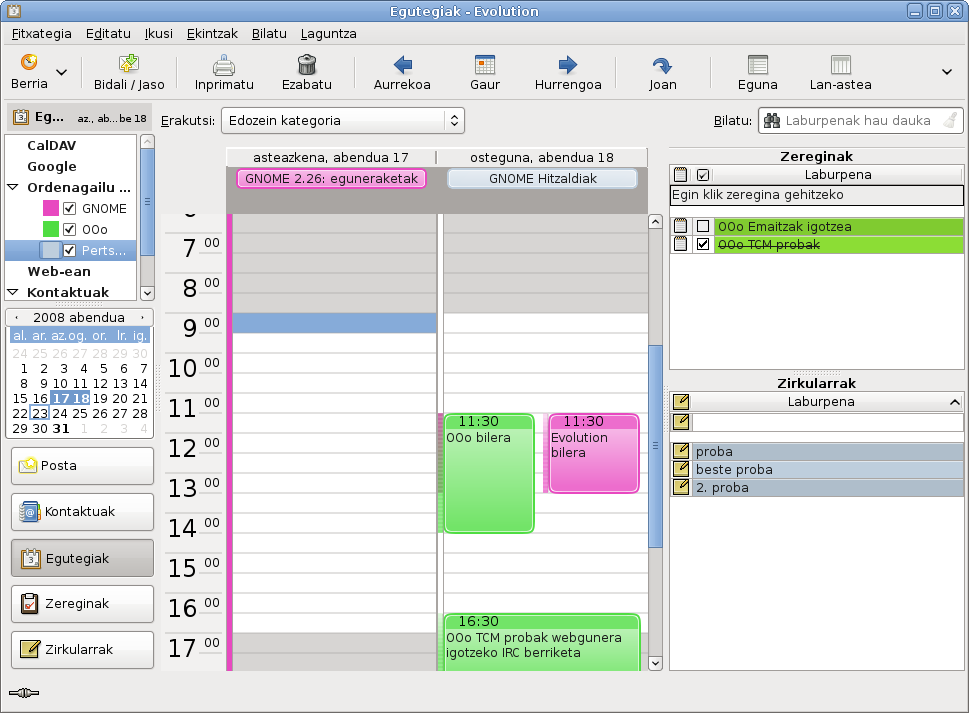 Egutegiak - Evolution
Fitxategia Editatu Ikusi Ekintzak Bilatu Laguntza
Berria Bidali / Jaso Inprimatu Ezabatu Aurrekoa Gaur Hurrengoa Joan Eguna Lan-astea
Eg... az., ab...be 18
Erakutsi: Edozein kategoria
Bilatu: Laburpenak hau dauka
CalDAV
Google
Ordenagailu ...
GNOME
OOo
Perts...
Web-ean
Kontaktuak
2008 abendua
al. ar. az. og. or. lr. ig.
24 25 26 27 28 29 30
1 2 3 4 5 6 7
8 9 10 11 12 13 14
15 16 17 18 19 20 21
22 23 24 25 26 27 28
29 30 31 1 2 3 4
Posta
Kontaktuak
Egutegiak
Zereginak
Zirkularrak
asteazkena, abendua 17
osteguna, abendua 18
GNOME 2.26: eguneraketak
GNOME Hitzaldiak
7 00
8 00
9 00
10 00
11 00
12 00
13 00
14 00
15 00
16 00
17 00
11:30
OOo bilera
11:30
Evolution
bilera
16:30
OOo TCM probak webgunera
igotzeko IRC berriketa
Zereginak
Laburpena
Egin klik zeregina gehitzeko
OOo Emaitzak igotzea
OOo TCM probak
Zirkularrak
Laburpena
proba
beste proba
2. proba